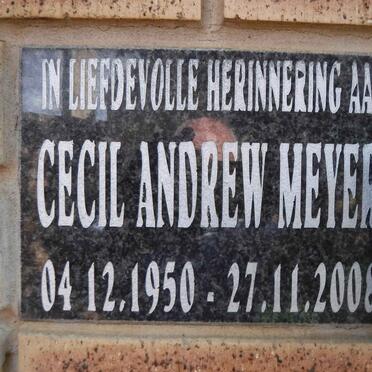 IN LIEFDEVOLLE HERINNERING AA
CECIL ANDREW MEYER
04.12.1950 - 27.11.2008